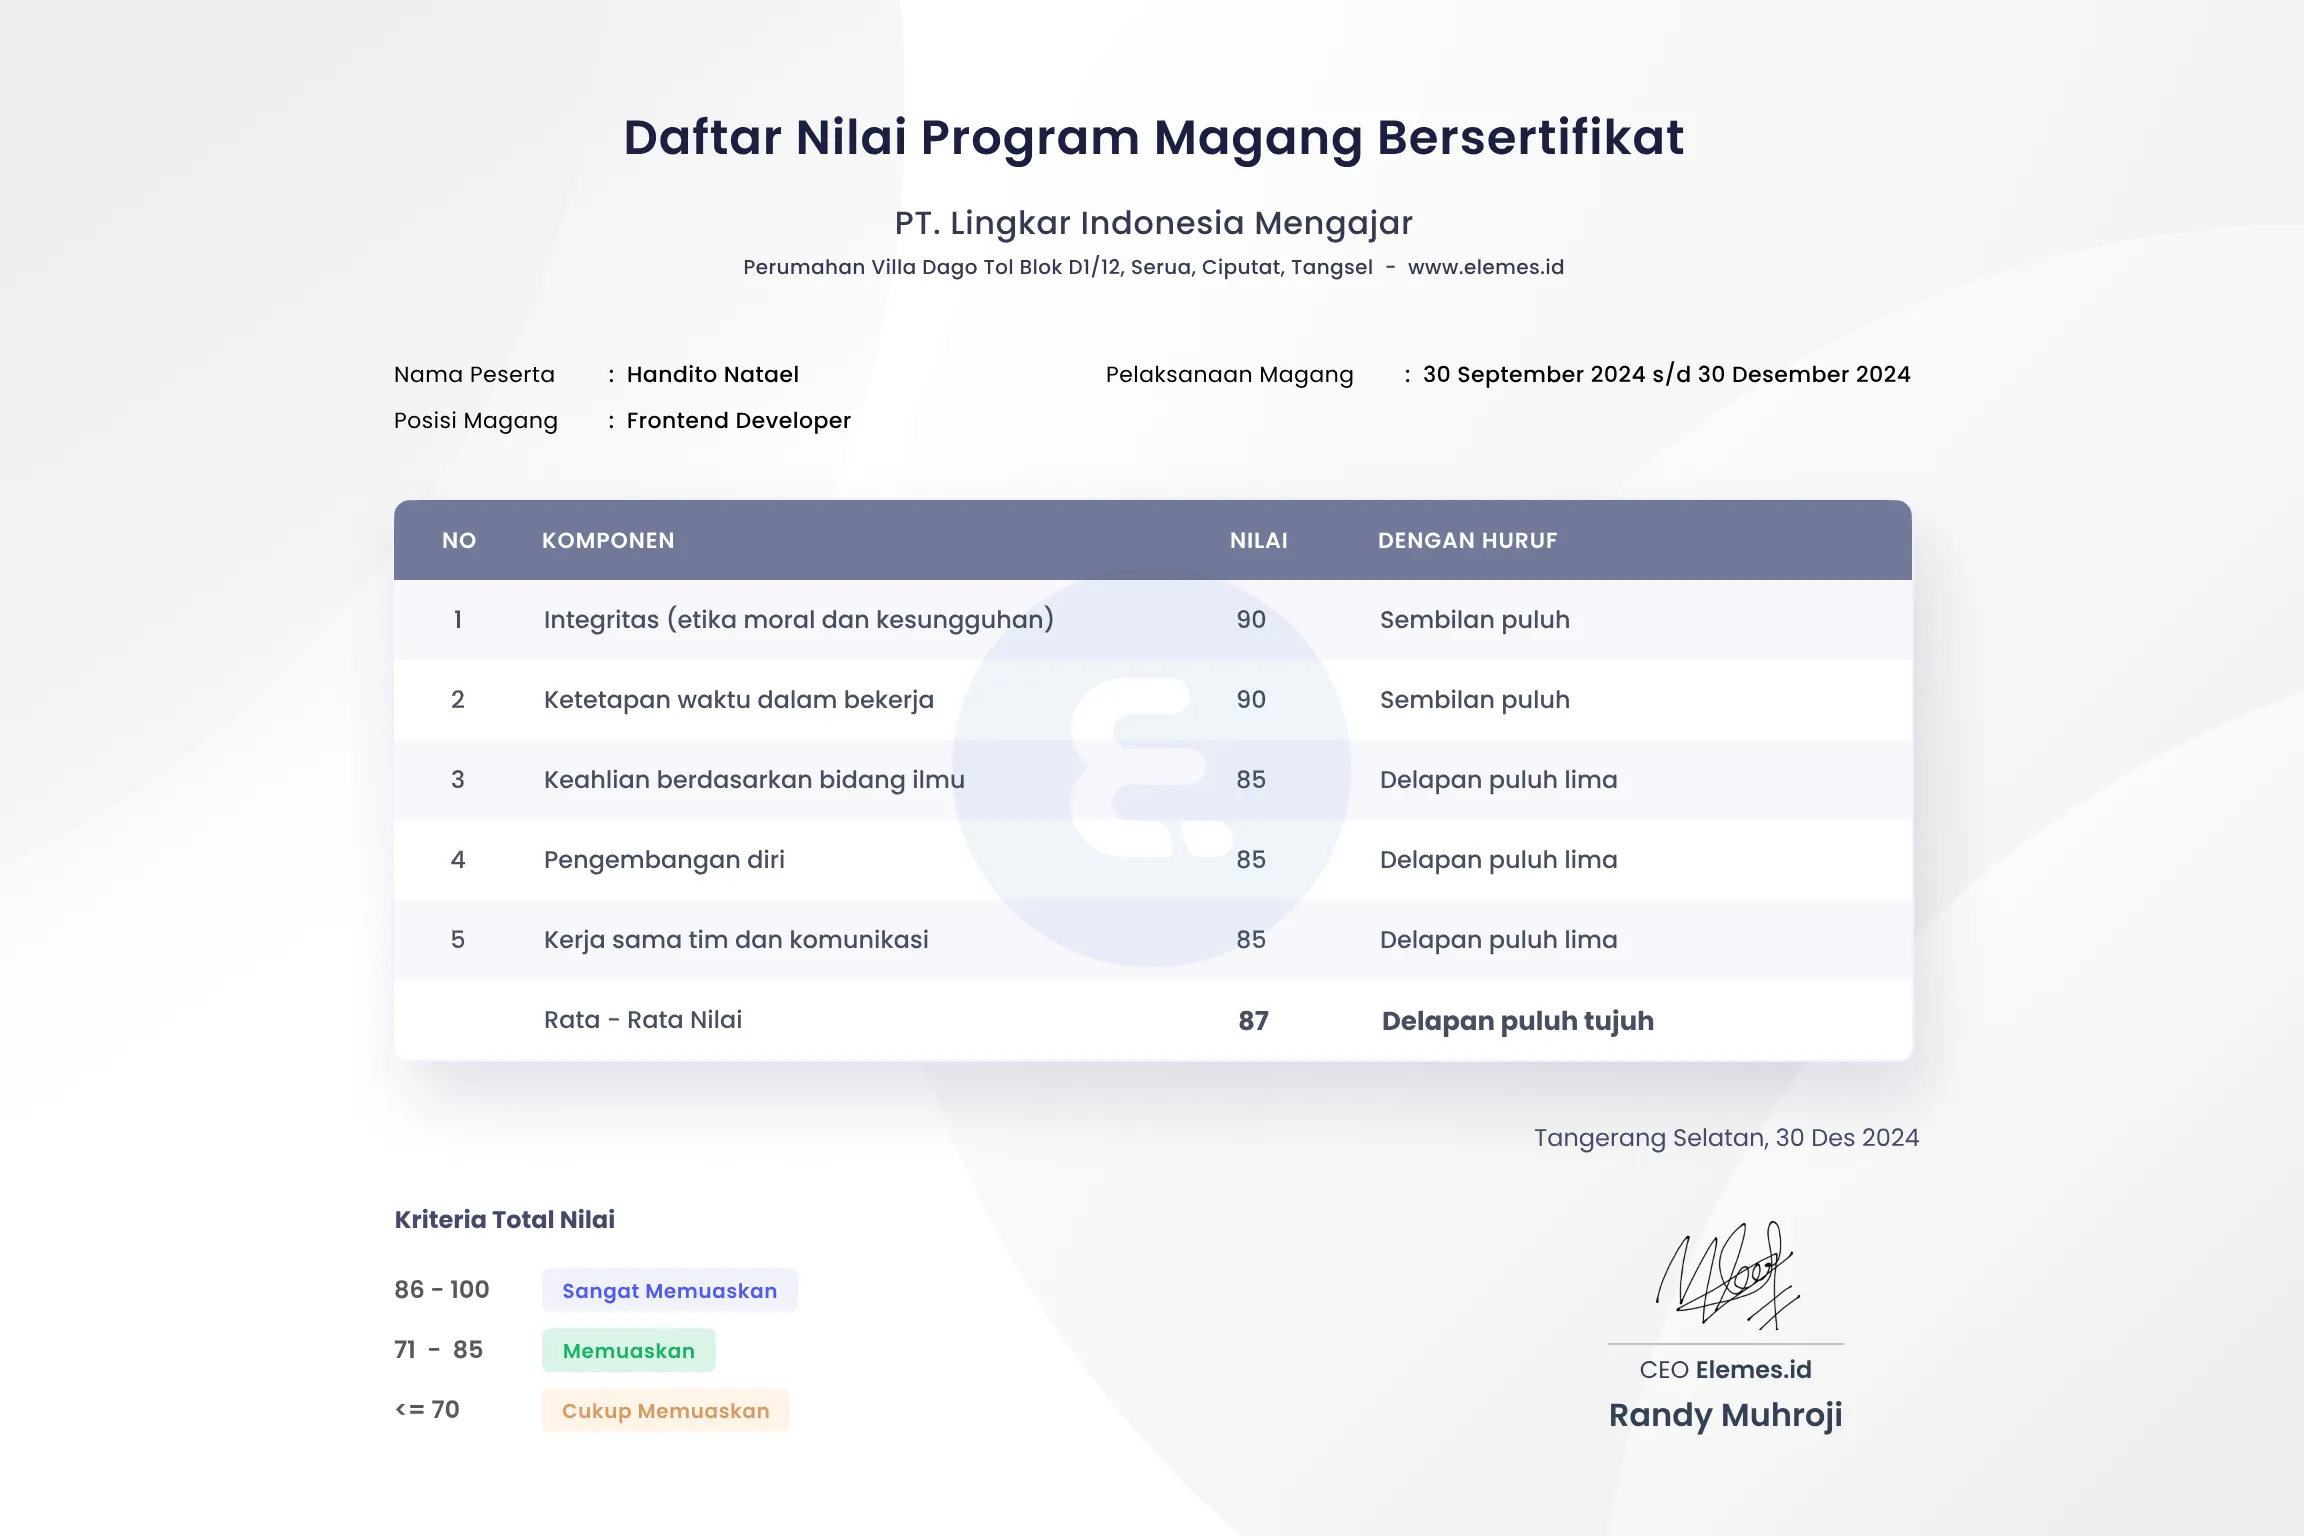 Daftar Nilai Program Magang Bersertifikat
PT. Lingkar Indonesia Mengajar
Perumahan Villa Dago Tol Blok D1/12, Serua, Ciputat, Tangsel - www.elemes.id
Nama Peserta : Handito Natael
Pelaksanaan Magang : 30 September 2024 s/d 30 Desember 2024
Posisi Magang : Frontend Developer
NO KOMPONEN NILAI DENGAN HURUF
1 Integritas (etika moral dan kesungguhan) 90 Sembilan puluh
2 Ketetapan waktu dalam bekerja 90 Sembilan puluh
3 Keahlian berdasarkan bidang ilmu 85 Delapan puluh lima
4 Pengembangan diri 85 Delapan puluh lima
5 Kerja sama tim dan komunikasi 85 Delapan puluh lima
Rata - Rata Nilai 87 Delapan puluh tujuh
Tangerang Selatan, 30 Des 2024
Kriteria Total Nilai
86 - 100 Sangat Memuaskan
71 - 85 Memuaskan
<= 70 Cukup Memuaskan
CEO Elemes.id
Randy Muhroji